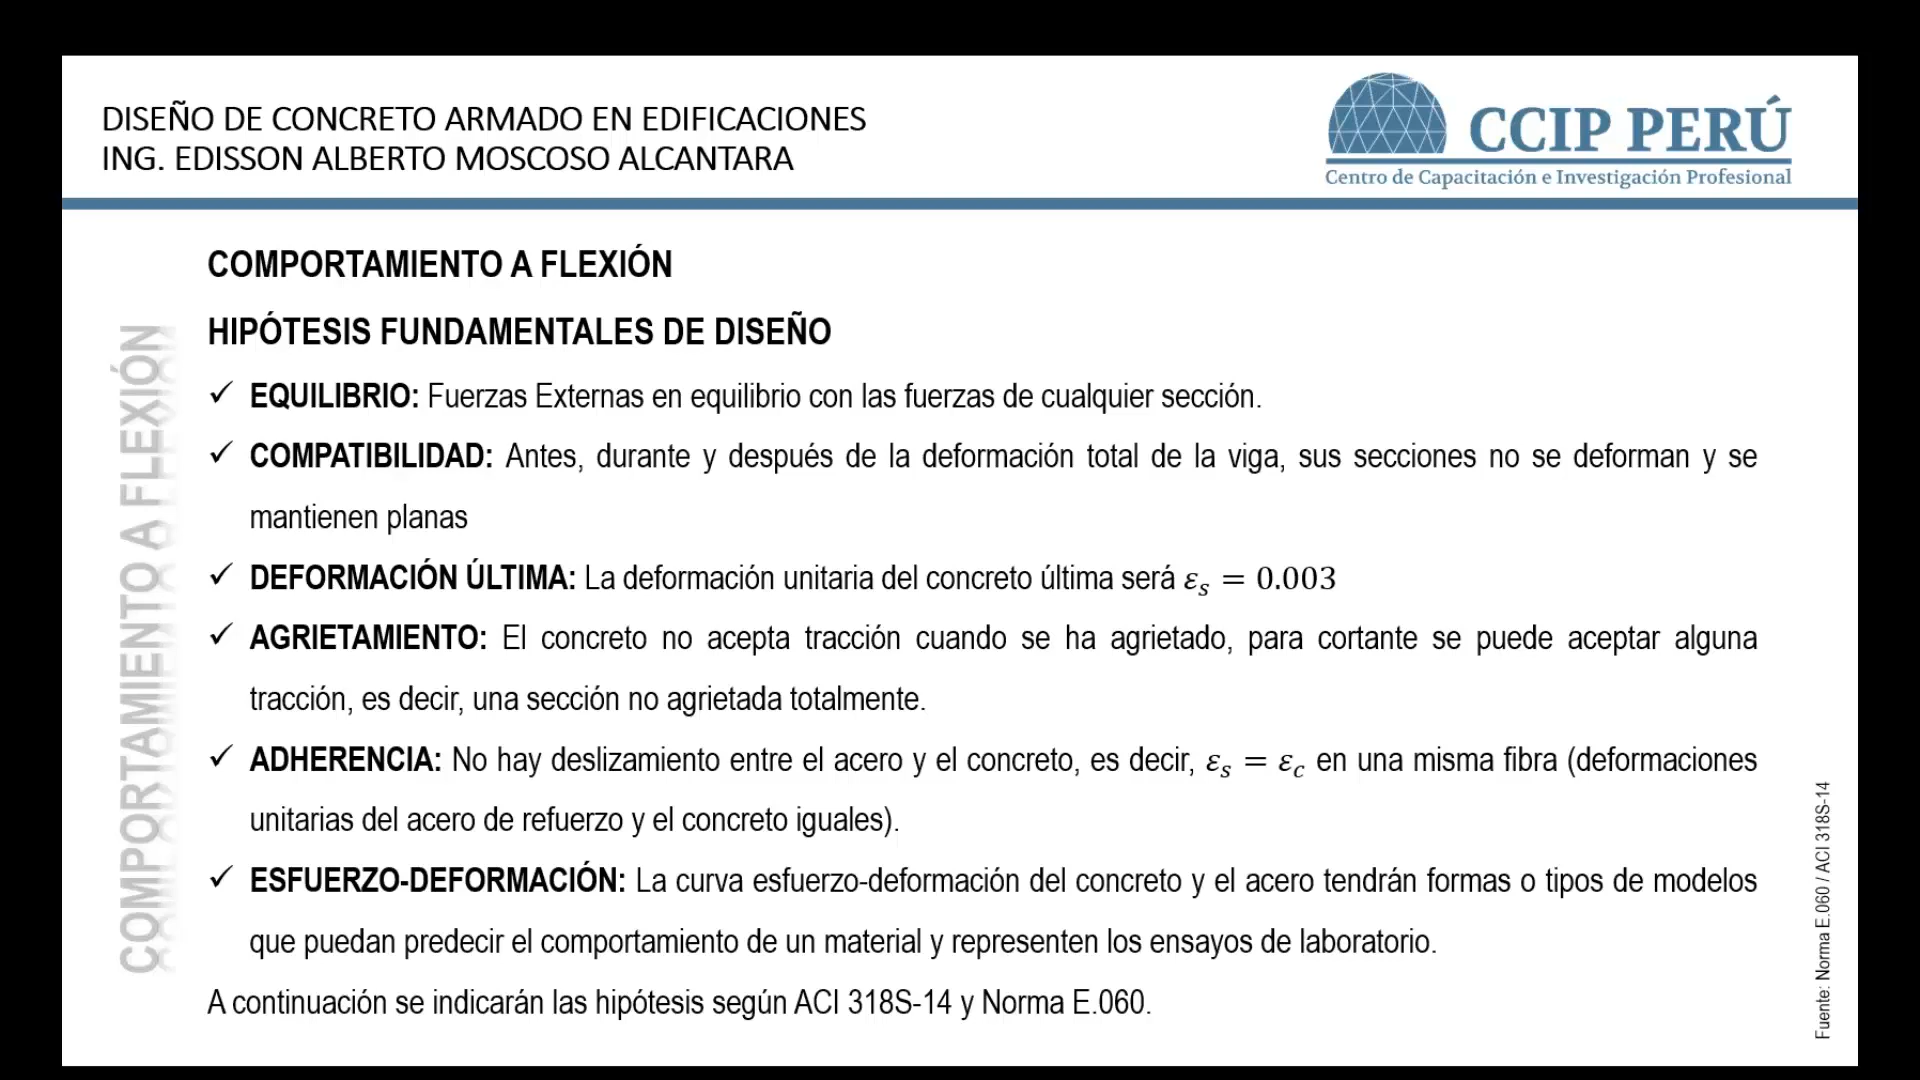 DISEÑO DE CONCRETO ARMADO EN EDIFICACIONES
ING. EDISSON ALBERTO MOSCOSO ALCANTARA
CCIP PERÚ
Centro de Capacitación e Investigación Profesional
COMPORTAMIENTO A FLEXIÓN
COMPORTAMIENTO A FLEXIÓN
HIPÓTESIS FUNDAMENTALES DE DISEÑO
✓ EQUILIBRIO: Fuerzas Externas en equilibrio con las fuerzas de cualquier sección.
✓ COMPATIBILIDAD: Antes, durante y después de la deformación total de la viga, sus secciones no se deforman y se
mantienen planas
✓ DEFORMACIÓN ÚLTIMA: La deformación unitaria del concreto última será εₛ = 0.003
✓ AGRIETAMIENTO: El concreto no acepta tracción cuando se ha agrietado, para cortante se puede aceptar alguna
tracción, es decir, una sección no agrietada totalmente.
✓ ADHERENCIA: No hay deslizamiento entre el acero y el concreto, es decir, εₛ = ε_c en una misma fibra (deformaciones
unitarias del acero de refuerzo y el concreto iguales).
✓ ESFUERZO-DEFORMACIÓN: La curva esfuerzo-deformación del concreto y el acero tendrán formas o tipos de modelos
que puedan predecir el comportamiento de un material y representen los ensayos de laboratorio.
A continuación se indicarán las hipótesis según ACI 318S-14 y Norma E.060.
Fuente: Norma E.060 / ACI 318S-14